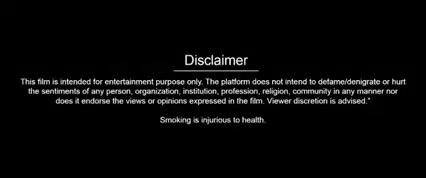 Disclaimer
This film is intended for entertainment purpose only. The platform does not intend to defame/denigrate or hurt
the sentiments of any person, organization, institution, profession, religion, community in any manner nor
does it endorse the views or opinions expressed in the film. Viewer discretion is advised."
Smoking is injurious to health.